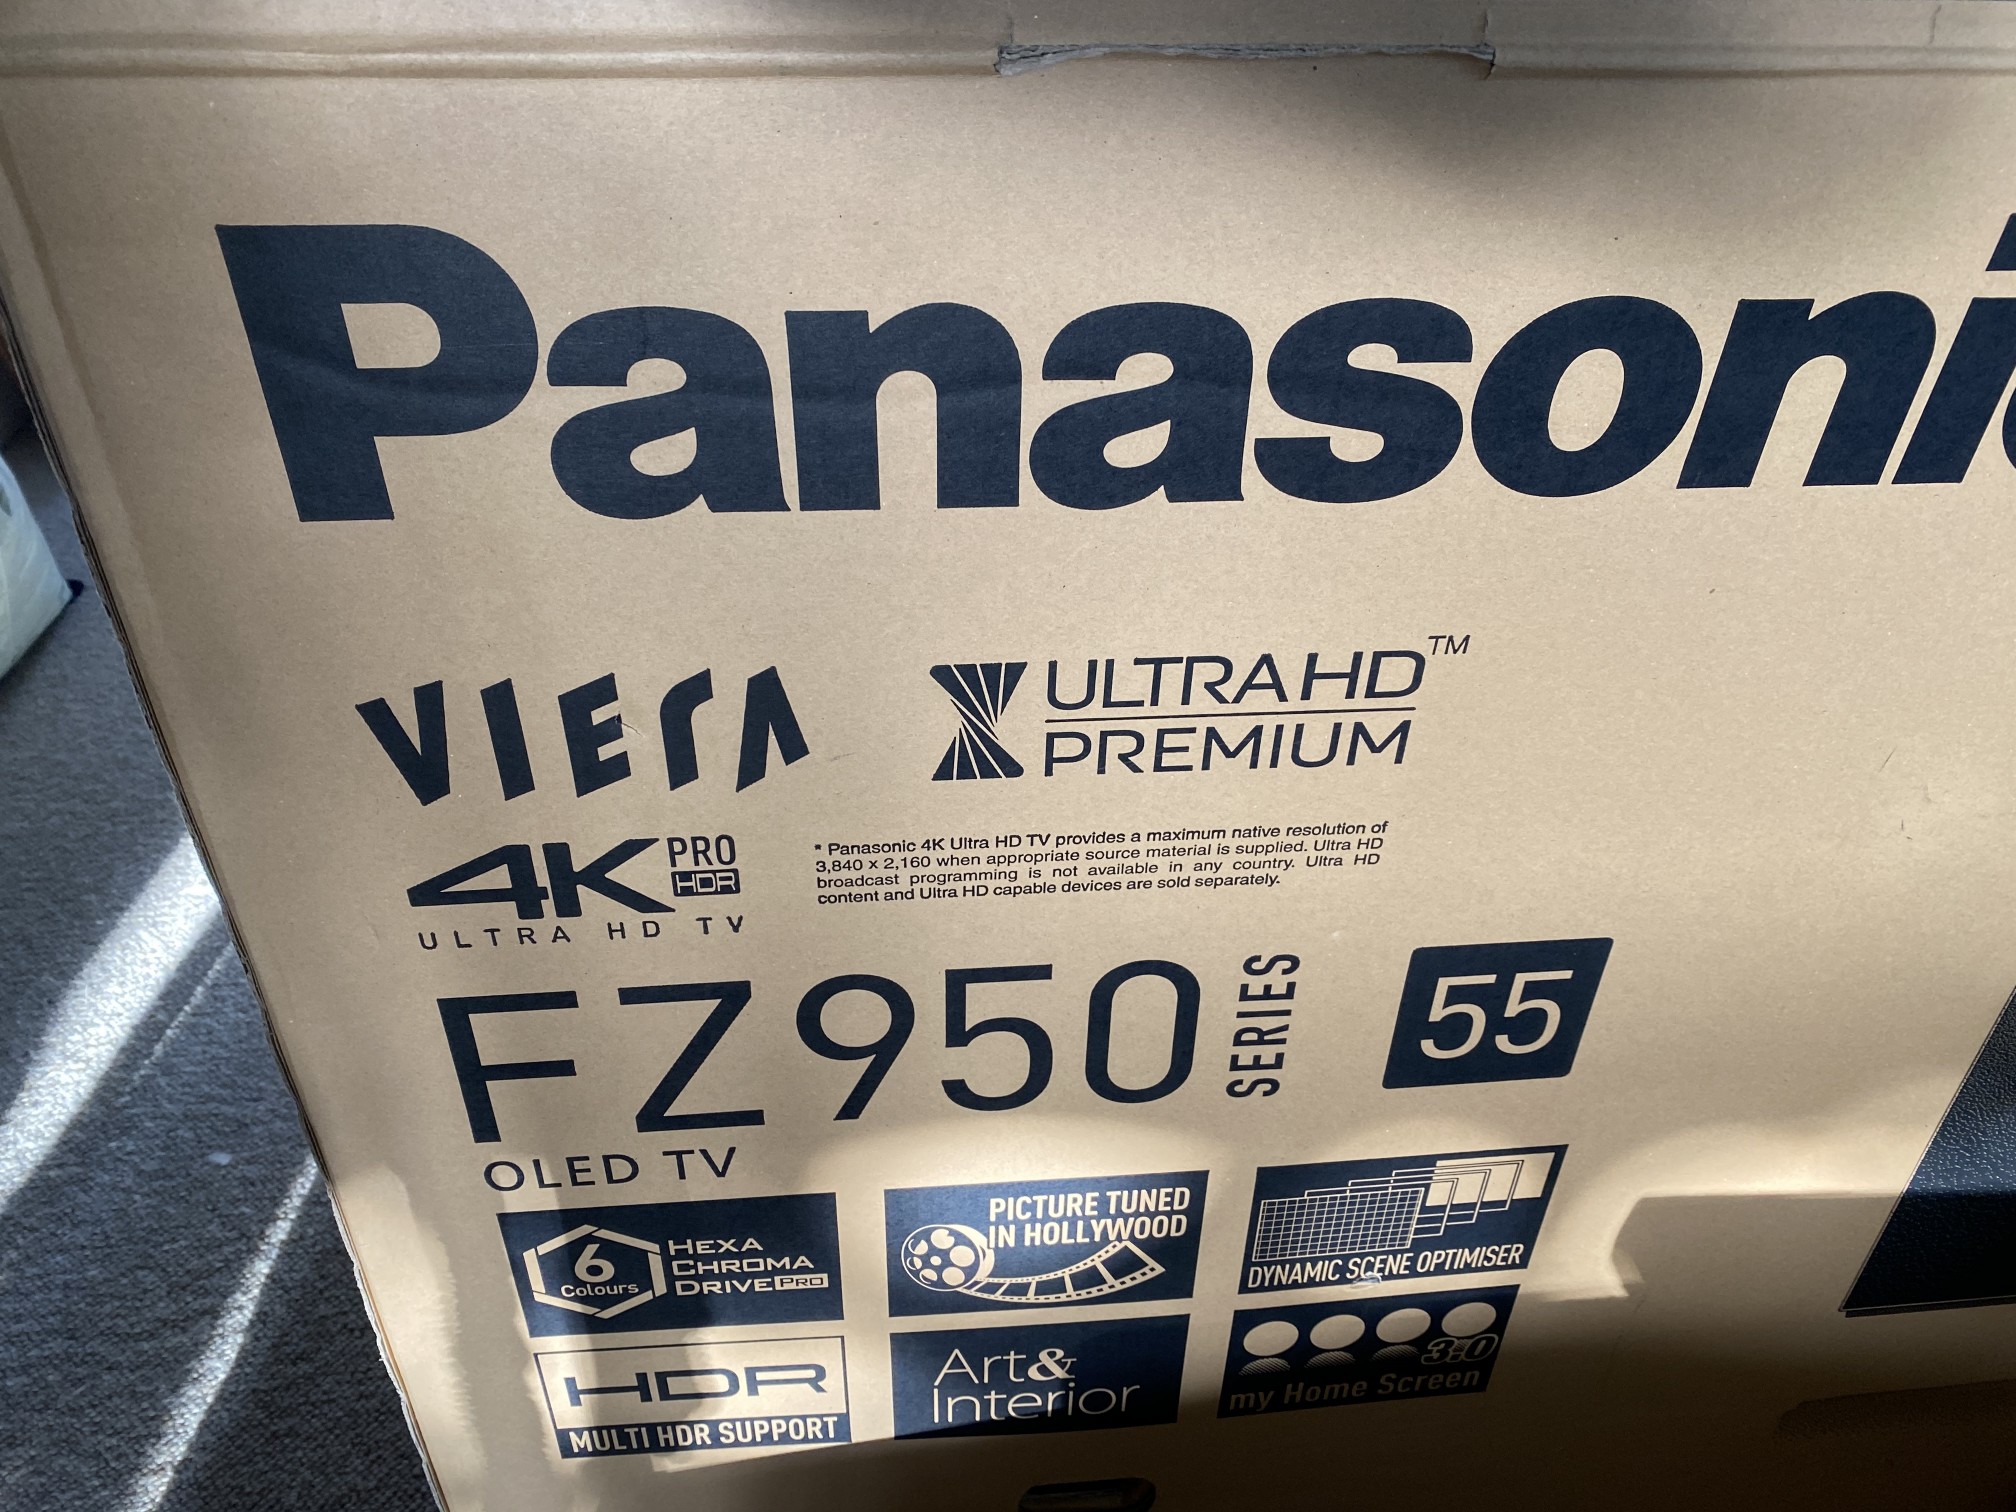 Panasonic
VIErA
ULTRA HD™
PREMIUM
4K PRO
HDR
ULTRA HD TV
* Panasonic 4K Ultra HD TV provides a maximum native resolution of
3,840 x 2,160 when appropriate source material is supplied. Ultra HD
broadcast programming is not available in any country. Ultra HD
content and Ultra HD capable devices are sold separately.
FZ950 SERIES 55
OLED TV
6
Colours
HEXA
CHROMA
DRIVE PRO
PICTURE TUNED
IN HOLLYWOOD
DYNAMIC SCENE OPTIMISER
HDR
MULTI HDR SUPPORT
Art&
Interior
3.0
my Home Screen